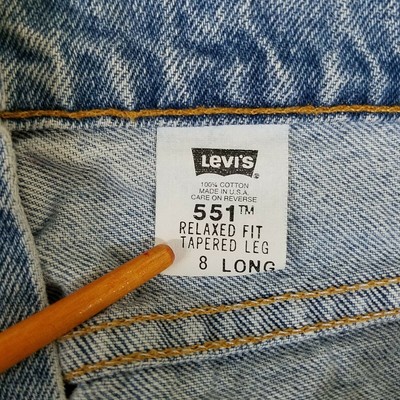 LEVI'S
100% COTTON
MADE IN U.S.A.
CARE ON REVERSE
551™
RELAXED FIT
TAPERED LEG
8 LONG